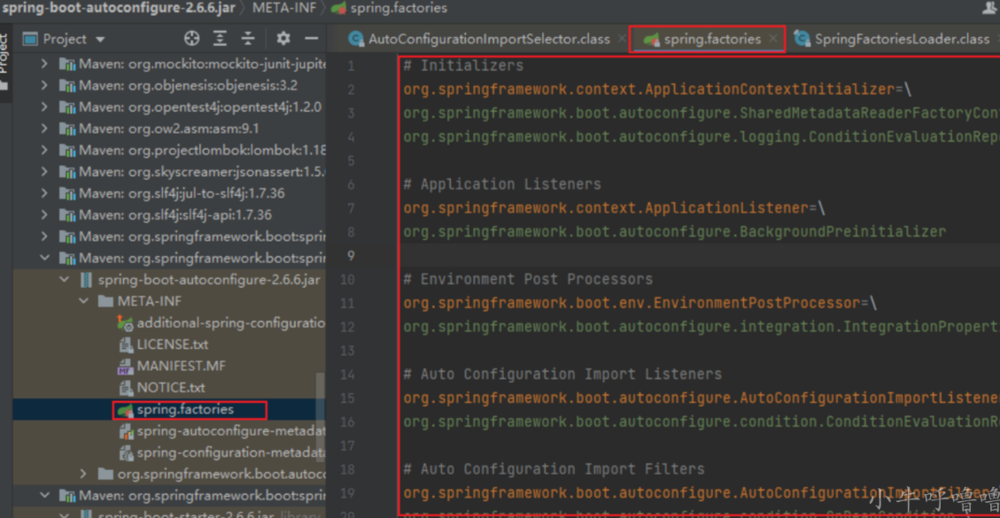 spring-boot-autoconfigure-2.6.6.jar META-INF spring.factories
Project
Project
AutoConfigurationImportSelector.class spring.factories SpringFactoriesLoader.class
Maven: org.mockito:mockito-junit-jupite
Maven: org.objenesis:objenesis:3.2
Maven: org.opentest4j:opentest4j:1.2.0
Maven: org.ow2.asm:asm:9.1
Maven: org.projectlombok:lombok:1.18
Maven: org.skyscreamer:jsonassert:1.5.
Maven: org.slf4j:jul-to-slf4j:1.7.36
Maven: org.slf4j:slf4j-api:1.7.36
Maven: org.springframework.boot:sprin
Maven: org.springframework.boot:sprin
spring-boot-autoconfigure-2.6.6.jar
META-INF
additional-spring-configuratio
LICENSE.txt
MANIFEST.MF
NOTICE.txt
spring.factories
spring-autoconfigure-metadat
spring-configuration-metadata
org.springframework.boot.autoco
Maven: org.springframework.boot:sprin
spring-boot-starter-2.6.6.jar library
1 # Initializers
2 org.springframework.context.ApplicationContextInitializer=\
3 org.springframework.boot.autoconfigure.SharedMetadataReaderFactoryCon
4 org.springframework.boot.autoconfigure.logging.ConditionEvaluationRep
5
6 # Application Listeners
7 org.springframework.context.ApplicationListener=\
8 org.springframework.boot.autoconfigure.BackgroundPreinitializer
9
10 # Environment Post Processors
11 org.springframework.boot.env.EnvironmentPostProcessor=\
12 org.springframework.boot.autoconfigure.integration.IntegrationPropert
13
14 # Auto Configuration Import Listeners
15 org.springframework.boot.autoconfigure.AutoConfigurationImportListene
16 org.springframework.boot.autoconfigure.condition.ConditionEvaluationR
17
18 # Auto Configuration Import Filters
19 org.springframework.boot.autoconfigure.AutoConfigurationImportFilter
20 org.springframework.boot.autoconfigure.condition.OnBeanCondition
小牛呼噜噜